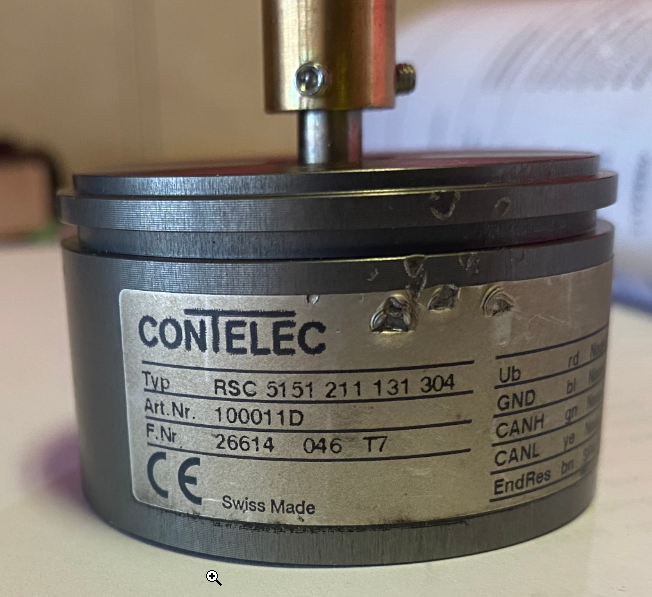 CONTELEC
Typ RSC 5151 211 131 304
Art.Nr. 100011D
F.Nr 26614 046 T7
CE Swiss Made
Ub rd
GND bl
CANH gn
CANL ye
EndRes bn